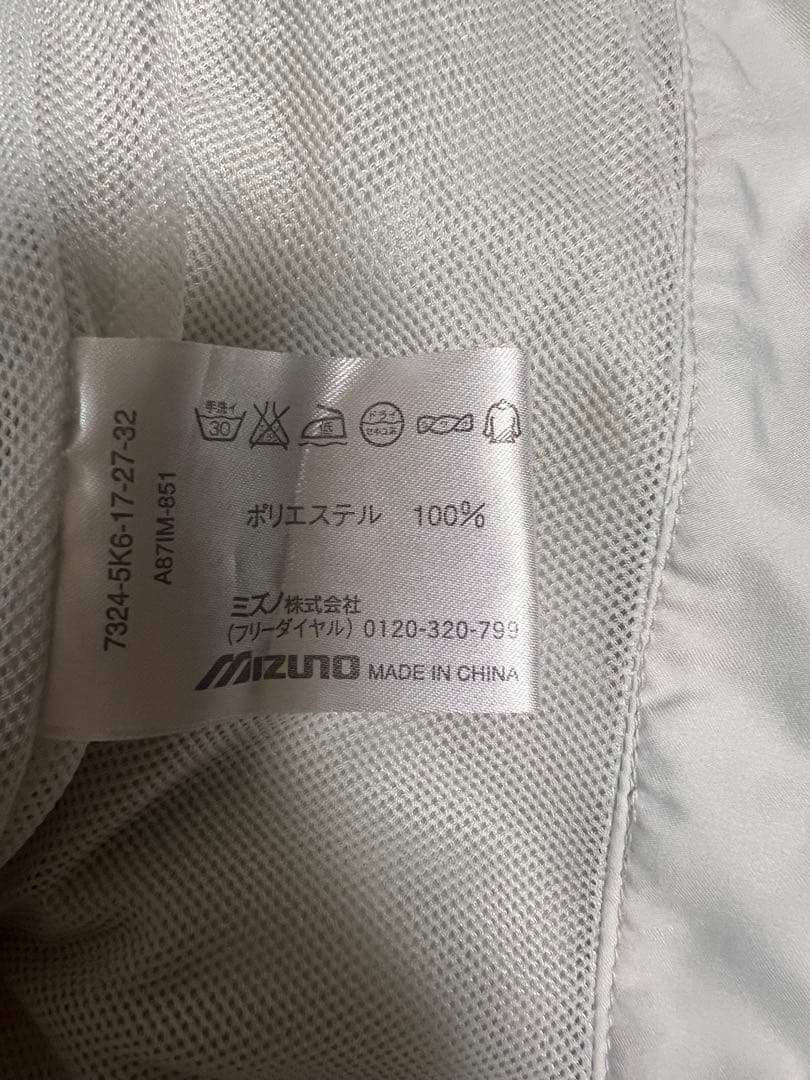 手洗イ
30
低
ドライ
セキユ系
ポリエステル 100%
ミズノ株式会社
(フリーダイヤル) 0120-320-799
MIZUNO MADE IN CHINA
7324-5K6-17-27-32
A87IM-851